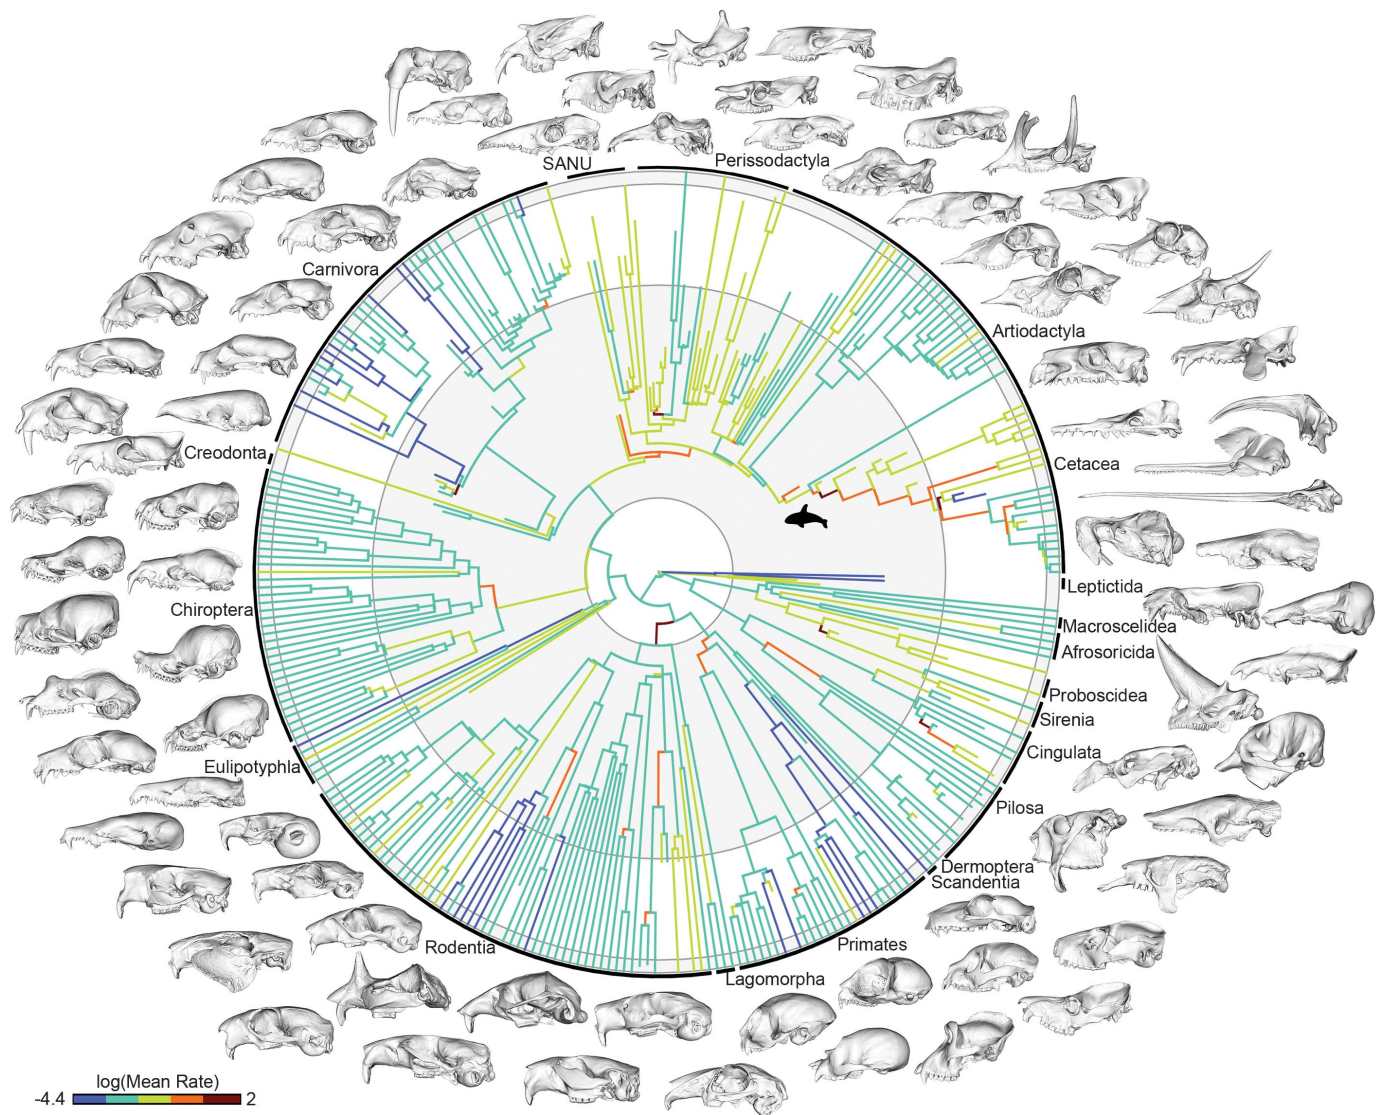 SANU
Perissodactyla
Carnivora
Artiodactyla
Creodonta
Cetacea
Leptictida
Chiroptera
Macroscelidea
Afrosoricida
Proboscidea
Sirenia
Cingulata
Eulipotyphla
Pilosa
Dermoptera
Scandentia
Primates
Rodentia
Lagomorpha
log(Mean Rate)
-4.4 2